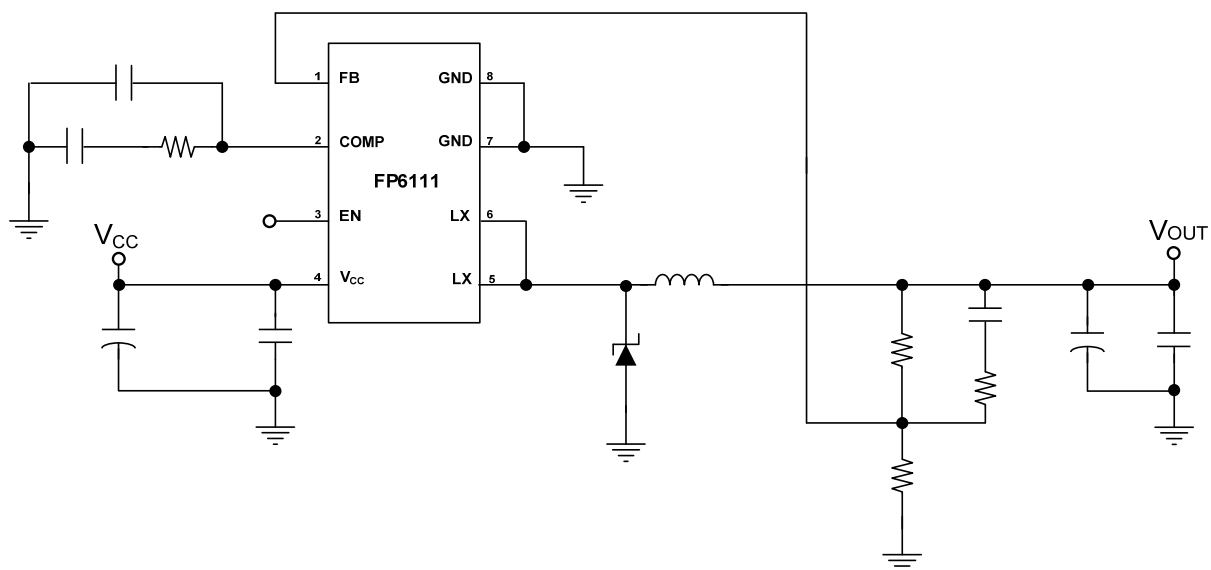 1 FB GND 8
2 COMP GND 7
FP6111
3 EN LX 6
VCC
VOUT
4 VCC LX 5